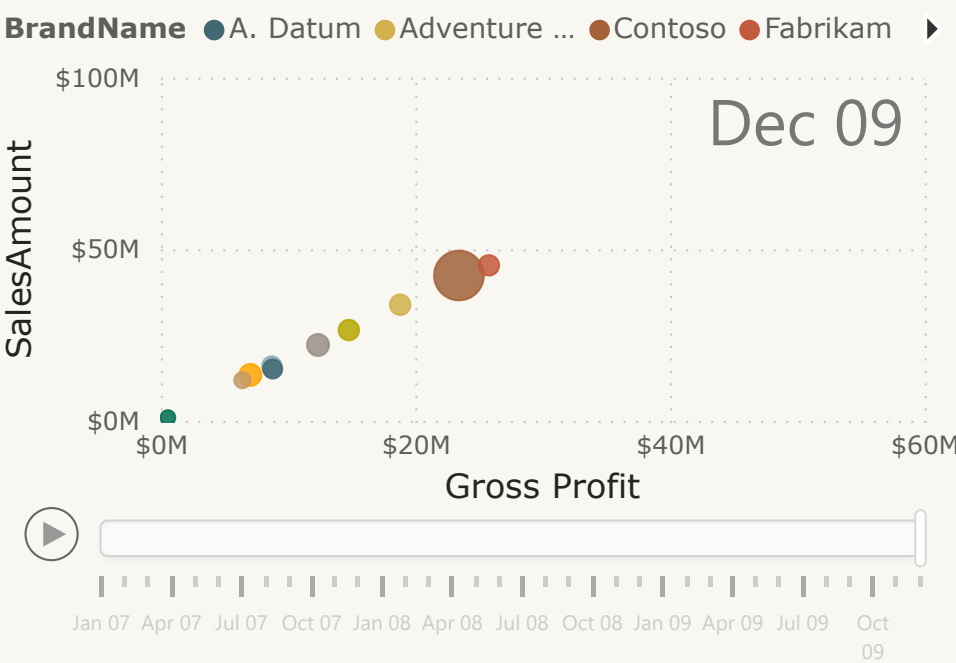 BrandName A. Datum Adventure ... Contoso Fabrikam
Dec 09
SalesAmount
$100M
$50M
$0M
$0M $20M $40M $60M
Gross Profit
Jan 07 Apr 07 Jul 07 Oct 07 Jan 08 Apr 08 Jul 08 Oct 08 Jan 09 Apr 09 Jul 09 Oct
09